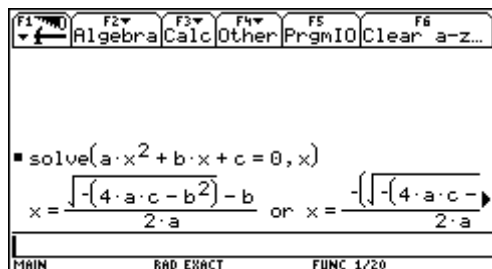 F1 F2 F3 F4 F5 F6
Algebra Calc Other PrgmIO Clear a-z…
▪ solve(a·x² + b·x + c = 0, x)
x = √(-(4·a·c - b²)) - b / 2·a or x = -(√(-(4·a·c - / 2·a
MAIN RAD EXACT FUNC 1/20